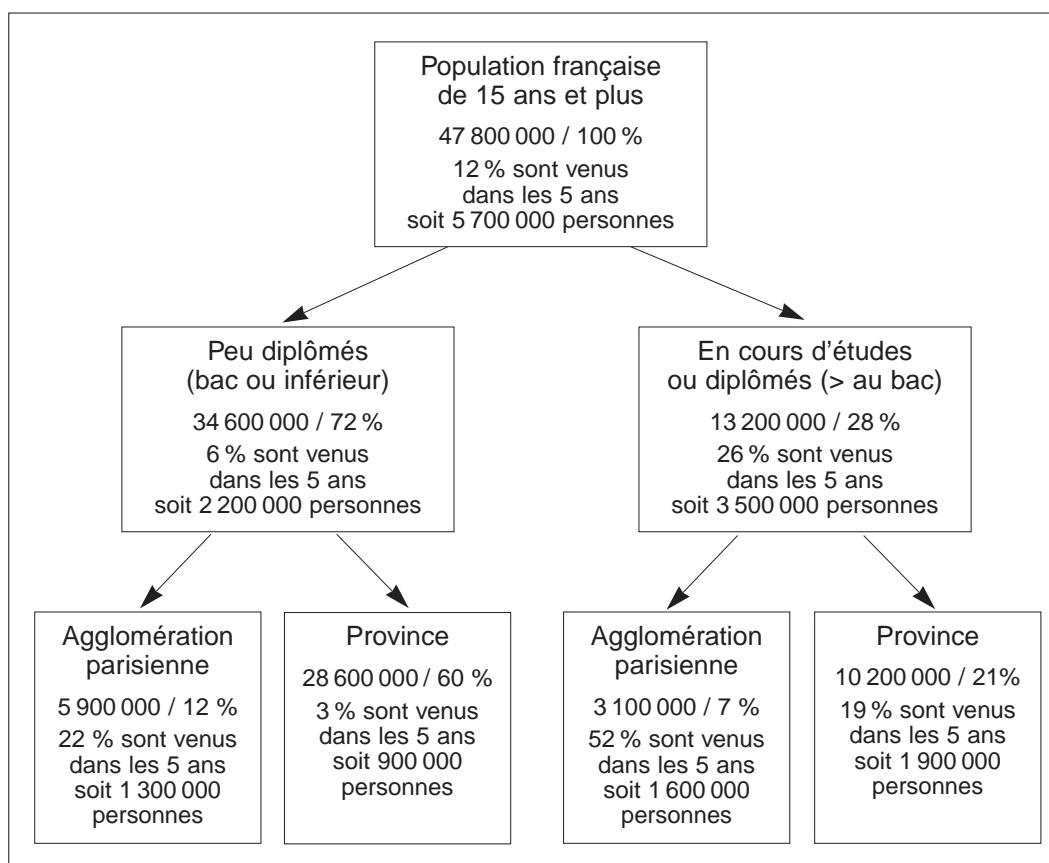 Population française
de 15 ans et plus
47 800 000 / 100 %
12 % sont venus
dans les 5 ans
soit 5 700 000 personnes
Peu diplômés
(bac ou inférieur)
34 600 000 / 72 %
6 % sont venus
dans les 5 ans
soit 2 200 000 personnes
En cours d'études
ou diplômés (> au bac)
13 200 000 / 28 %
26 % sont venus
dans les 5 ans
soit 3 500 000 personnes
Agglomération
parisienne
5 900 000 / 12 %
22 % sont venus
dans les 5 ans
soit 1 300 000
personnes
Province
28 600 000 / 60 %
3 % sont venus
dans les 5 ans
soit 900 000
personnes
Agglomération
parisienne
3 100 000 / 7 %
52 % sont venus
dans les 5 ans
soit 1 600 000
personnes
Province
10 200 000 / 21%
19 % sont venus
dans les 5 ans
soit 1 900 000
personnes